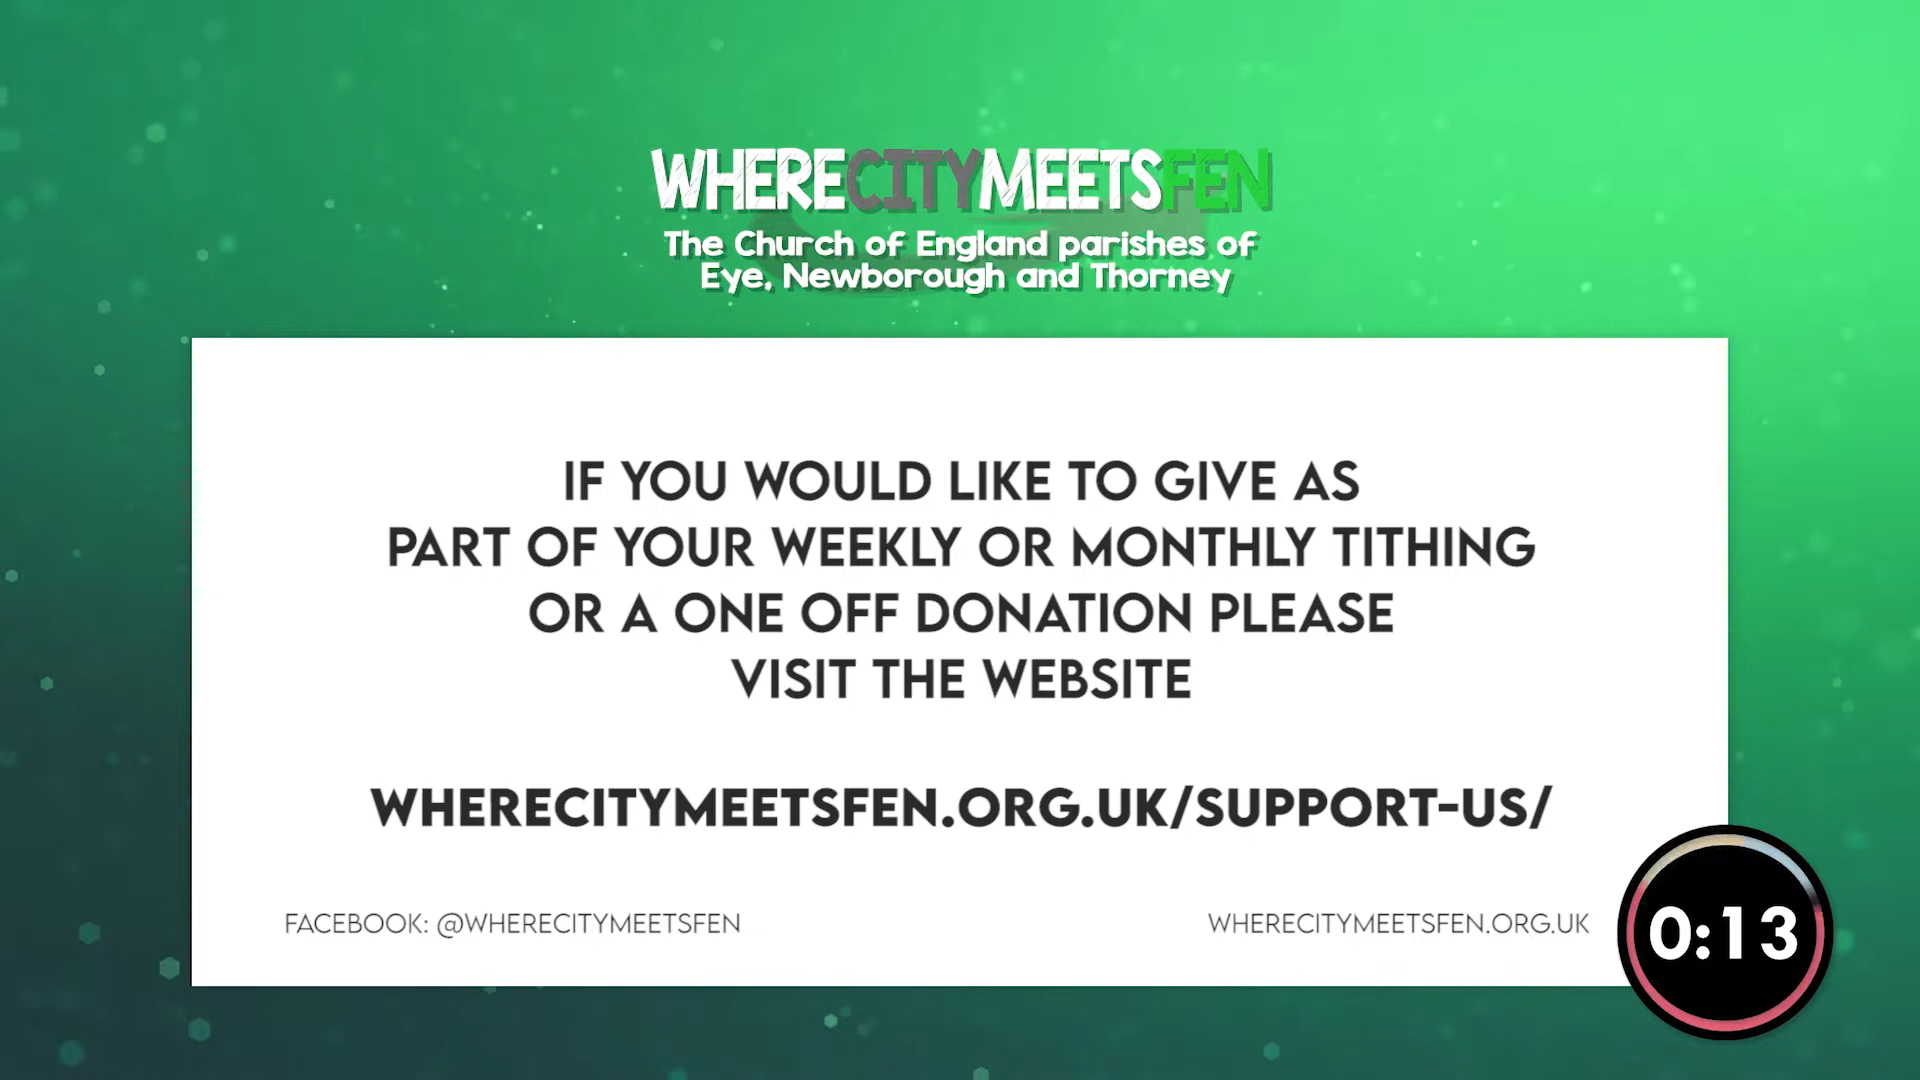 WHERECITYMEETSFEN
The Church of England parishes of
Eye, Newborough and Thorney
IF YOU WOULD LIKE TO GIVE AS
PART OF YOUR WEEKLY OR MONTHLY TITHING
OR A ONE OFF DONATION PLEASE
VISIT THE WEBSITE
WHERECITYMEETSFEN.ORG.UK/SUPPORT-US/
FACEBOOK: @WHERECITYMEETSFEN
WHERECITYMEETSFEN.ORG.UK
0:13